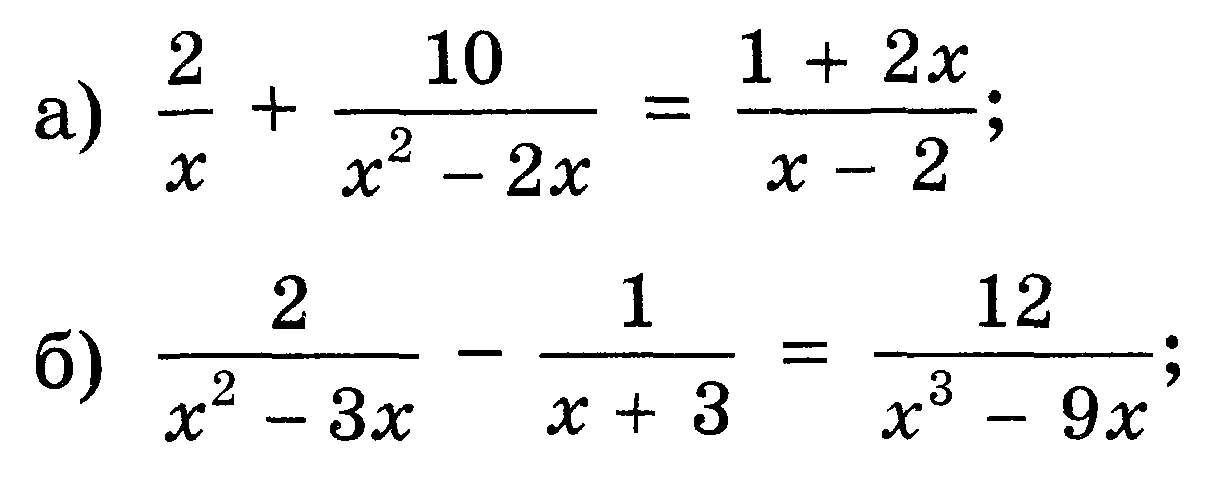 а) 2/x + 10/(x² − 2x) = (1 + 2x)/(x − 2);
б) 2/(x² − 3x) − 1/(x + 3) = 12/(x³ − 9x);